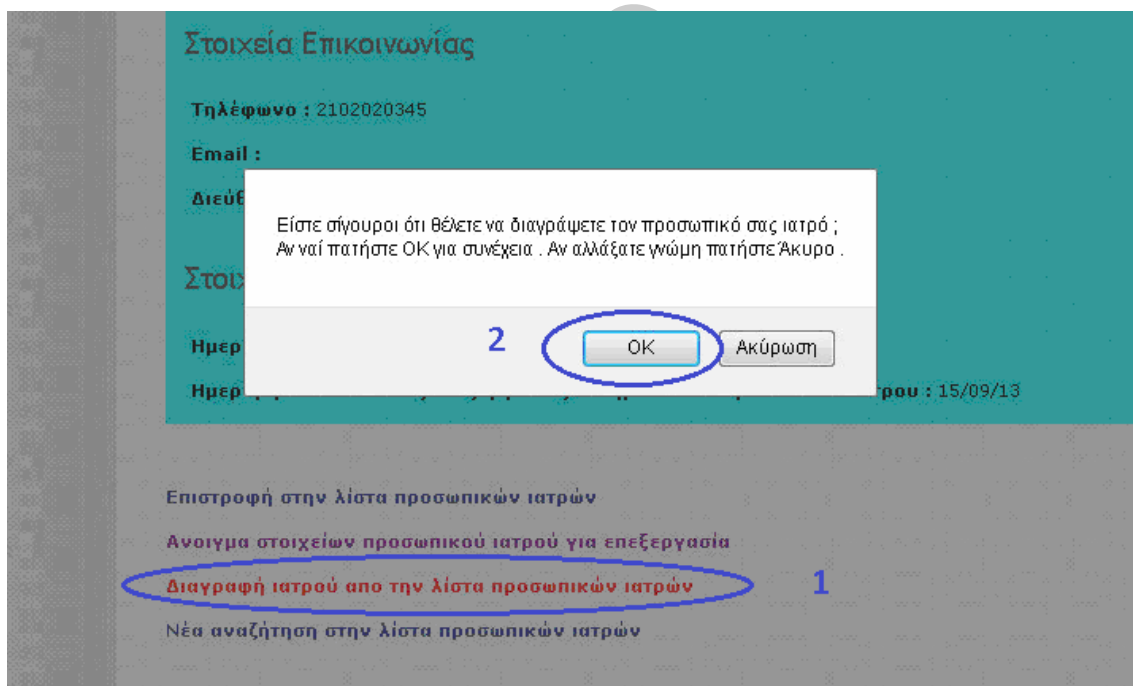 Στοιχεία Επικοινωνίας
Τηλέφωνο : 2102020345
Email :
Είστε σίγουροι ότι θέλετε να διαγράψετε τον προσωπικό σας ιατρό ;
Αν ναί πατήστε OK για συνέχεια . Αν αλλάξατε γνώμη πατήστε Άκυρο .
2
OK
Ακύρωση
: 15/09/13
Επιστροφή στην λίστα προσωπικών ιατρών
Ανοιγμα στοιχείων προσωπικού ιατρού για επεξεργασία
Διαγραφή ιατρού απο την λίστα προσωπικών ιατρών
1
Νέα αναζήτηση στην λίστα προσωπικών ιατρών